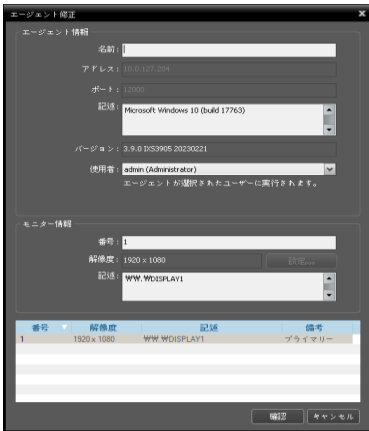 エージェント修正
エージェント情報
名前:
アドレス: 10.0.127.204
ポート: 12000
記述: Microsoft Windows 10 (build 17763)
バージョン: 3.9.0 IXS3905 20230221
使用者: admin (Administrator)
エージェントが選択されたユーザーに実行されます。
モニター情報
番号: 1
解像度: 1920 x 1080 設定...
記述: ₩₩.₩DISPLAY1
番号 解像度 記述 備考
1 1920 x 1080 ₩₩.₩DISPLAY1 プライマリー
確認 キャンセル